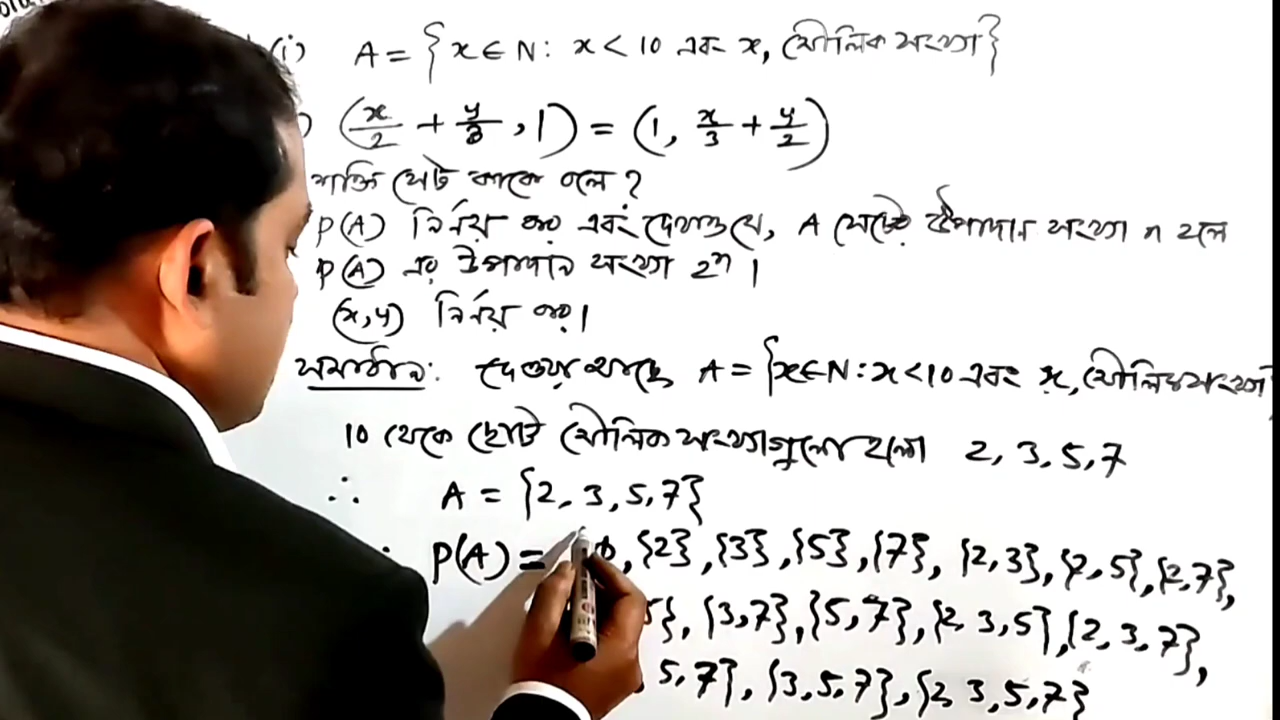 (i) A = {x ∈ N: x < 10 এবং x, মৌলিক সংখ্যা}
) (x/2 + y/3, 1) = (1, x/3 + y/2)
শক্তি সেট কাকে বলে?
P(A) নির্ণয় কর এবং দেখাও যে, A সেটের উপাদান সংখ্যা n হলে
P(A) এর উপাদান সংখ্যা 2ⁿ।
(x,y) নির্ণয় কর।
সমাধান: দেওয়া আছে A = {x ∈ N: x < 10 এবং x, মৌলিক সংখ্যা
10 থেকে ছোট মৌলিক সংখ্যাগুলো হলো 2, 3, 5, 7
∴ A = {2, 3, 5, 7}
P(A) = φ, {2}, {3}, {5}, {7}, {2, 3}, {2, 5}, {2, 7},
5}, {3, 7}, {5, 7}, {2, 3, 5}, {2, 3, 7},
, 5, 7}, {3, 5, 7}, {2, 3, 5, 7}